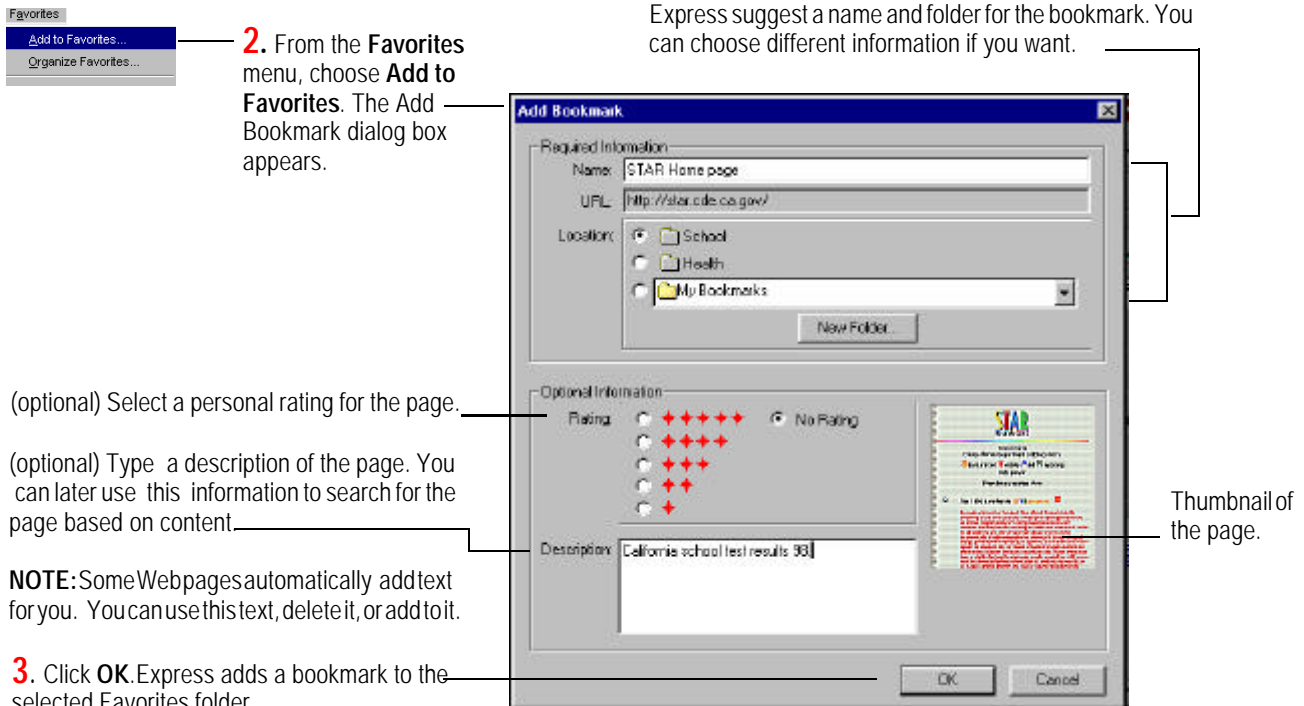 Favorites
Add to Favorites...
Organize Favorites...
2. From the Favorites
menu, choose Add to
Favorites. The Add
Bookmark dialog box
appears.
Express suggest a name and folder for the bookmark. You
can choose different information if you want.
Add Bookmark
Required Information
Name: STAR Home page
URL: http://star.cde.ca.gov/
Location: School
Health
My Bookmarks
New Folder...
(optional) Select a personal rating for the page.
(optional) Type a description of the page. You
can later use this information to search for the
page based on content.
NOTE: Some Web pages automatically add text
for you. You can use this text, delete it, or add to it.
3. Click OK. Express adds a bookmark to the
selected Favorites folder
Optional Information
Rating: No Rating
Description: California school test results 98.
STAR
Thumbnail of
the page.
OK
Cancel